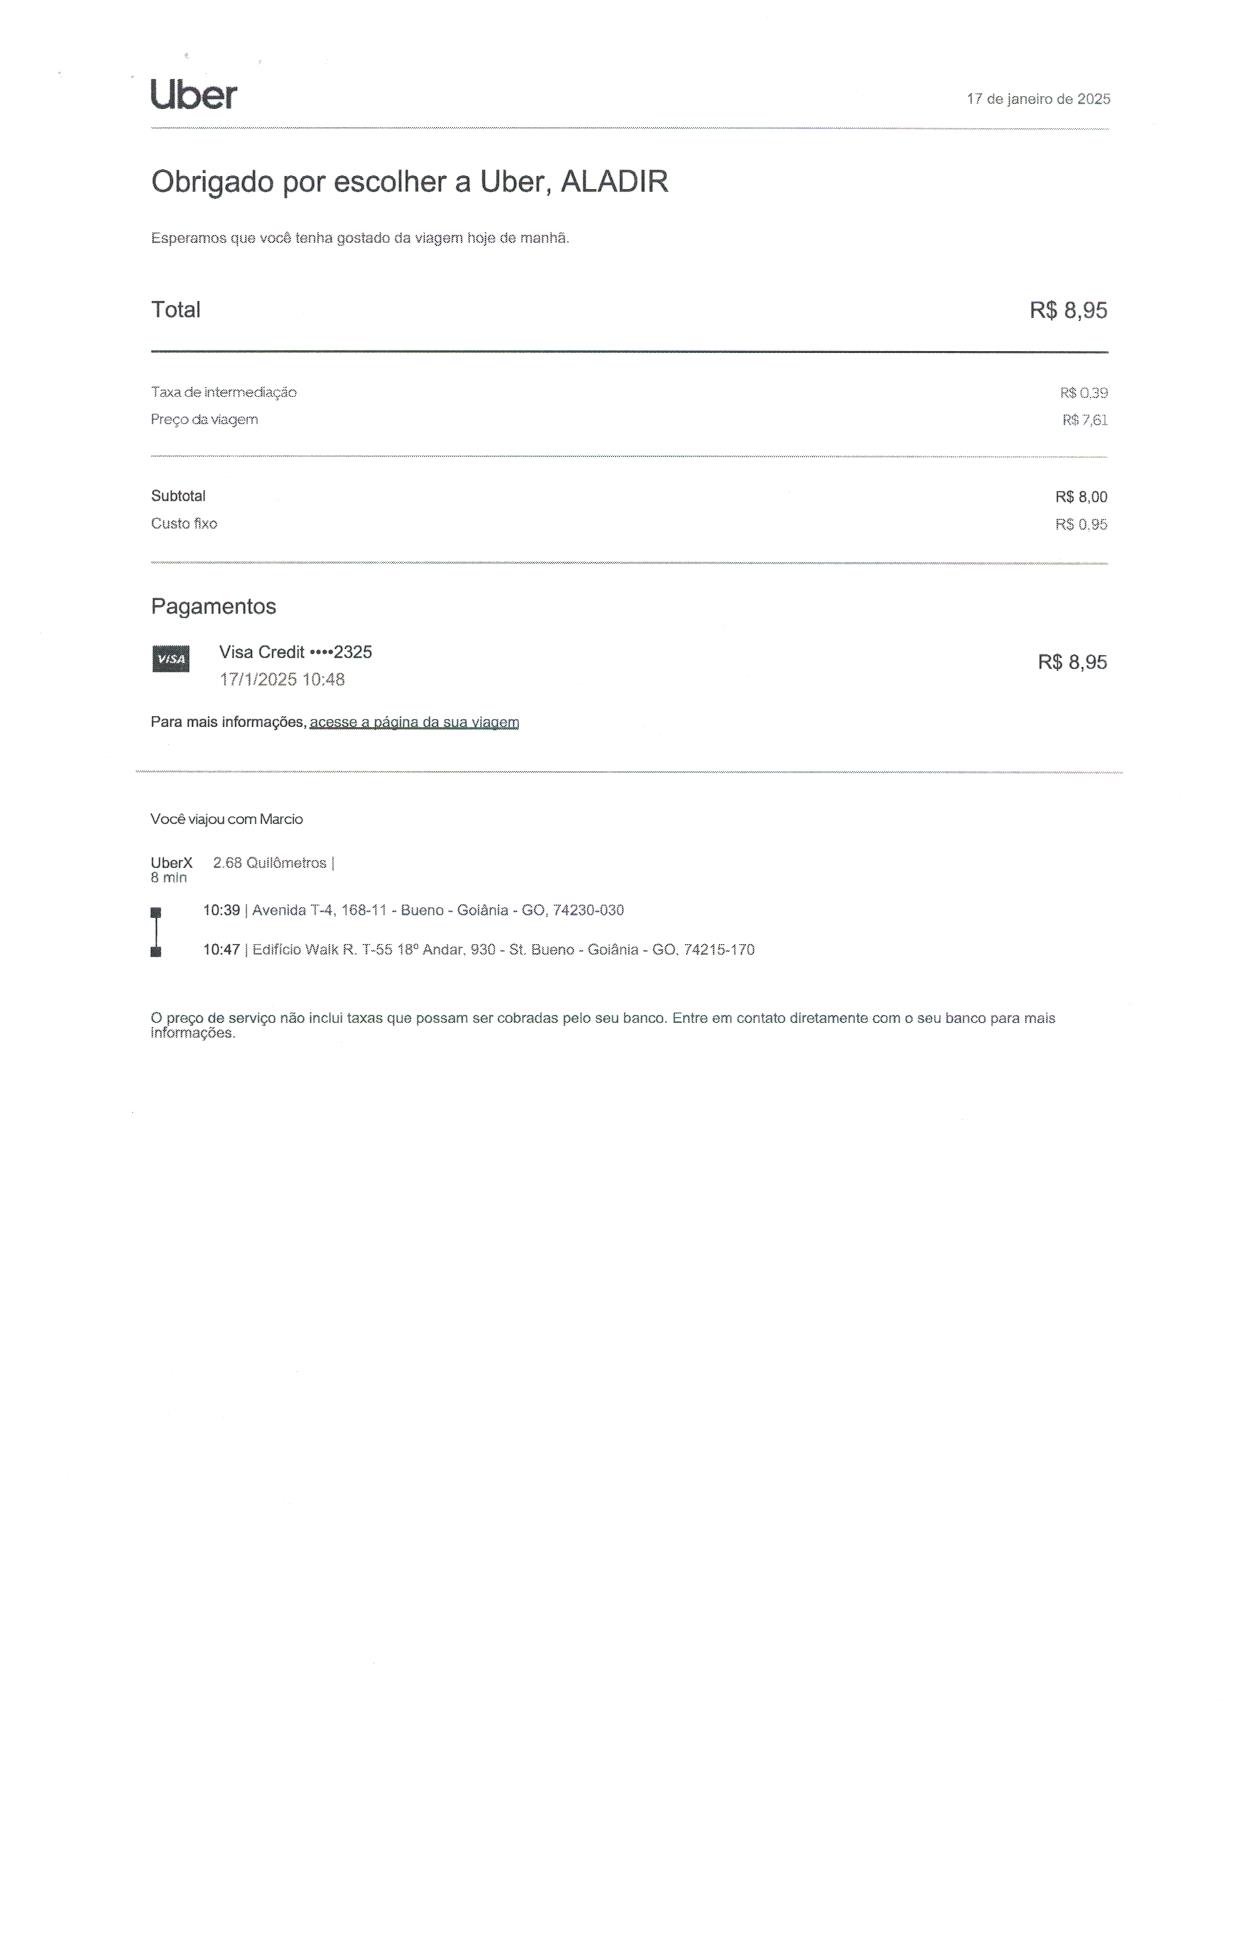 Uber
17 de janeiro de 2025
Obrigado por escolher a Uber, ALADIR
Esperamos que você tenha gostado da viagem hoje de manhã.
Total R$ 8,95
Taxa de intermediação R$ 0,39
Preço da viagem R$ 7,61
Subtotal R$ 8,00
Custo fixo R$ 0,95
Pagamentos
VISA
Visa Credit ••••2325
17/1/2025 10:48
R$ 8,95
Para mais informações, acesse a página da sua viagem
Você viajou com Marcio
UberX 2.68 Quilômetros |
8 min
10:39 | Avenida T-4, 168-11 - Bueno - Goiânia - GO, 74230-030
10:47 | Edifício Walk R. T-55 18º Andar, 930 - St. Bueno - Goiânia - GO, 74215-170
O preço de serviço não inclui taxas que possam ser cobradas pelo seu banco. Entre em contato diretamente com o seu banco para mais
informações.